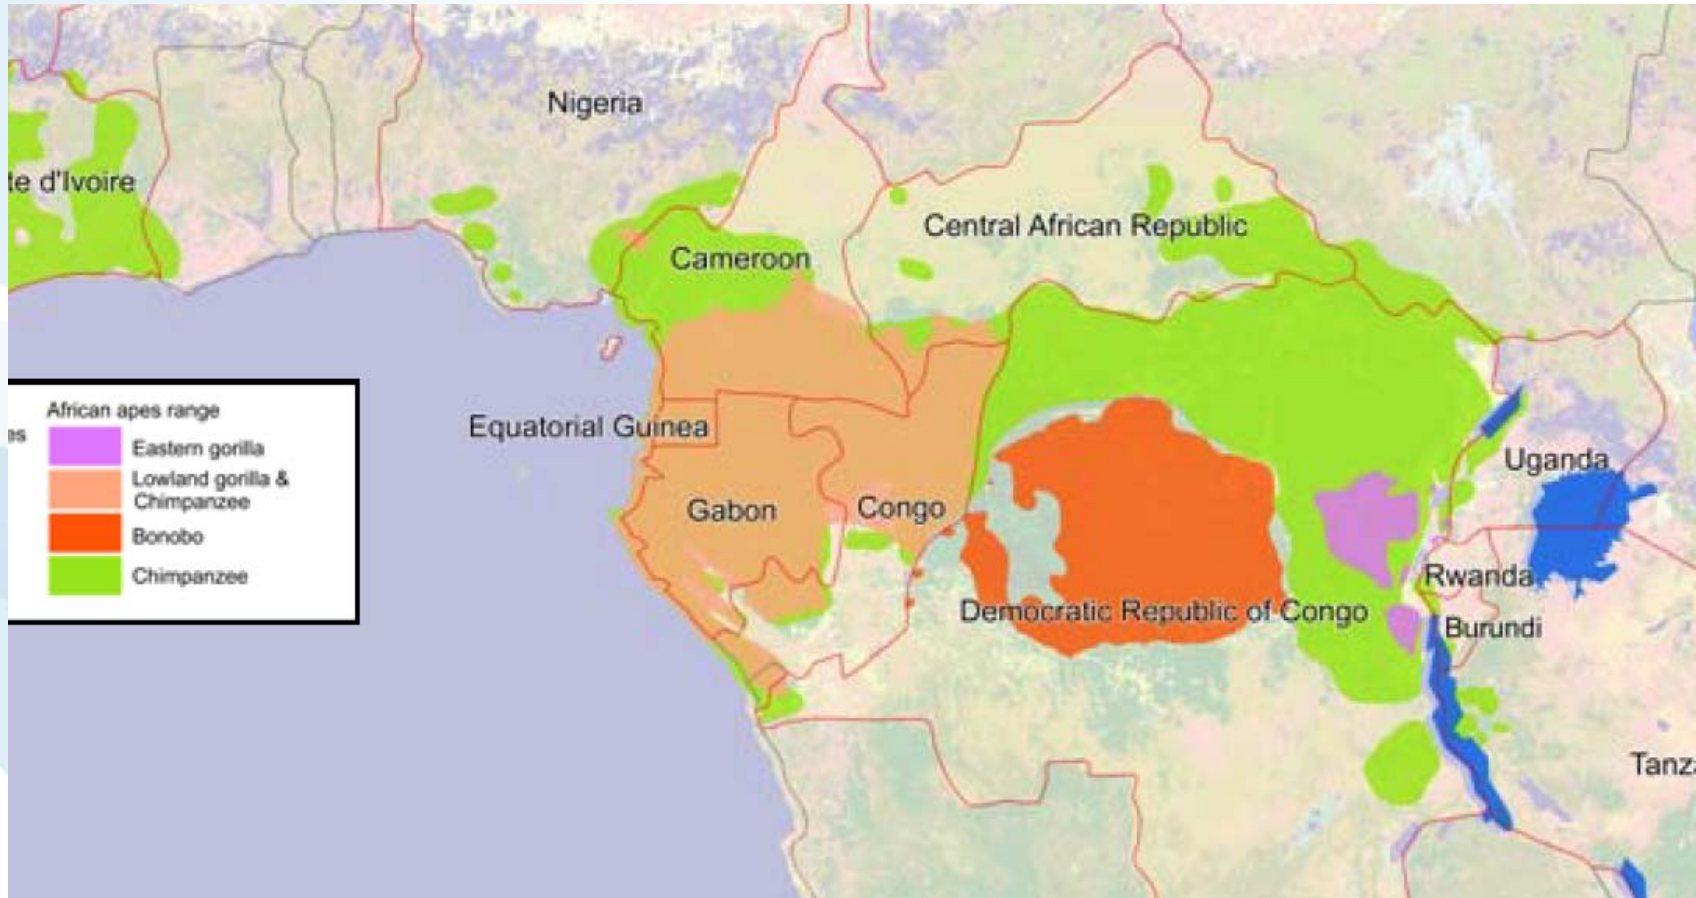 Nigeria
te d'Ivoire
Central African Republic
Cameroon
African apes range
es
Eastern gorilla
Lowland gorilla &
Chimpanzee
Bonobo
Chimpanzee
Equatorial Guinea
Uganda
Gabon
Congo
Rwanda
Democratic Republic of Congo
Burundi
Tanz